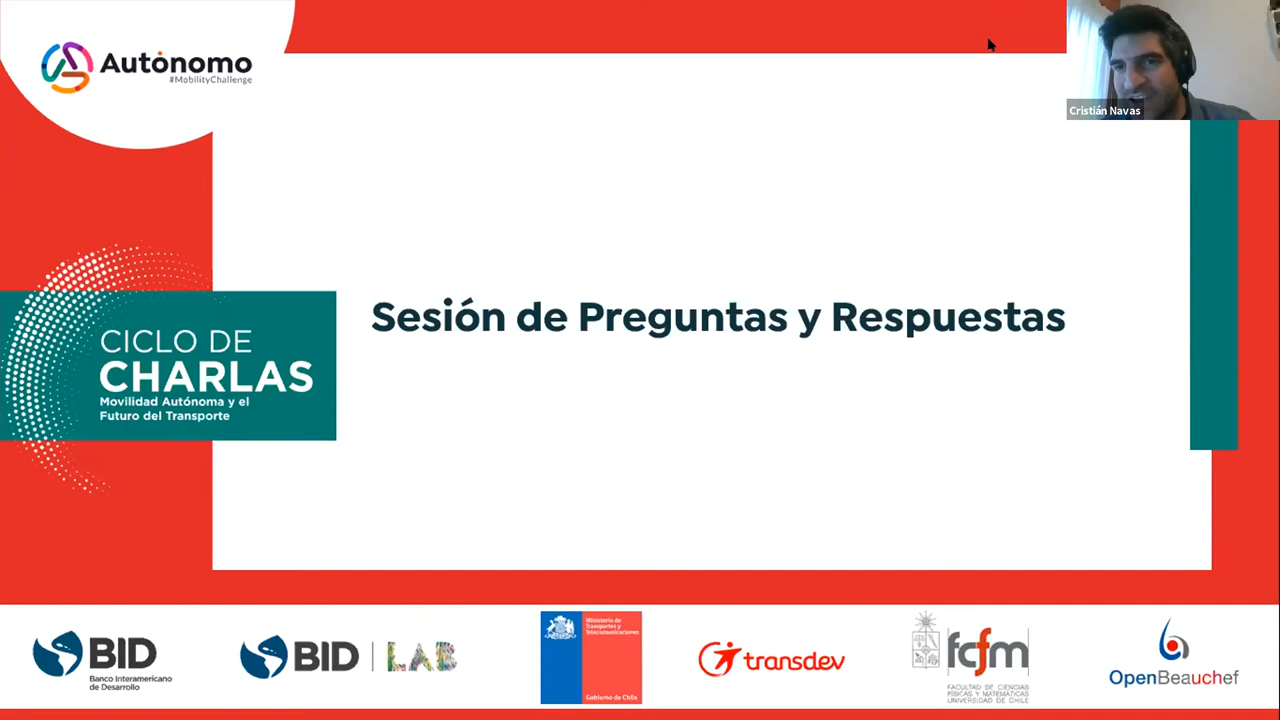 Autónomo
#MobilityChallenge
Cristián Navas
Sesión de Preguntas y Respuestas
CICLO DE
CHARLAS
Movilidad Autónoma y el
Futuro del Transporte
BID
Banco Interamericano
de Desarrollo
BID | LAB
Ministerio de
Transportes y
Telecomunicaciones
Gobierno de Chile
transdev
fcfm
FACULTAD DE CIENCIAS
FÍSICAS Y MATEMÁTICAS
UNIVERSIDAD DE CHILE
OpenBeauchef